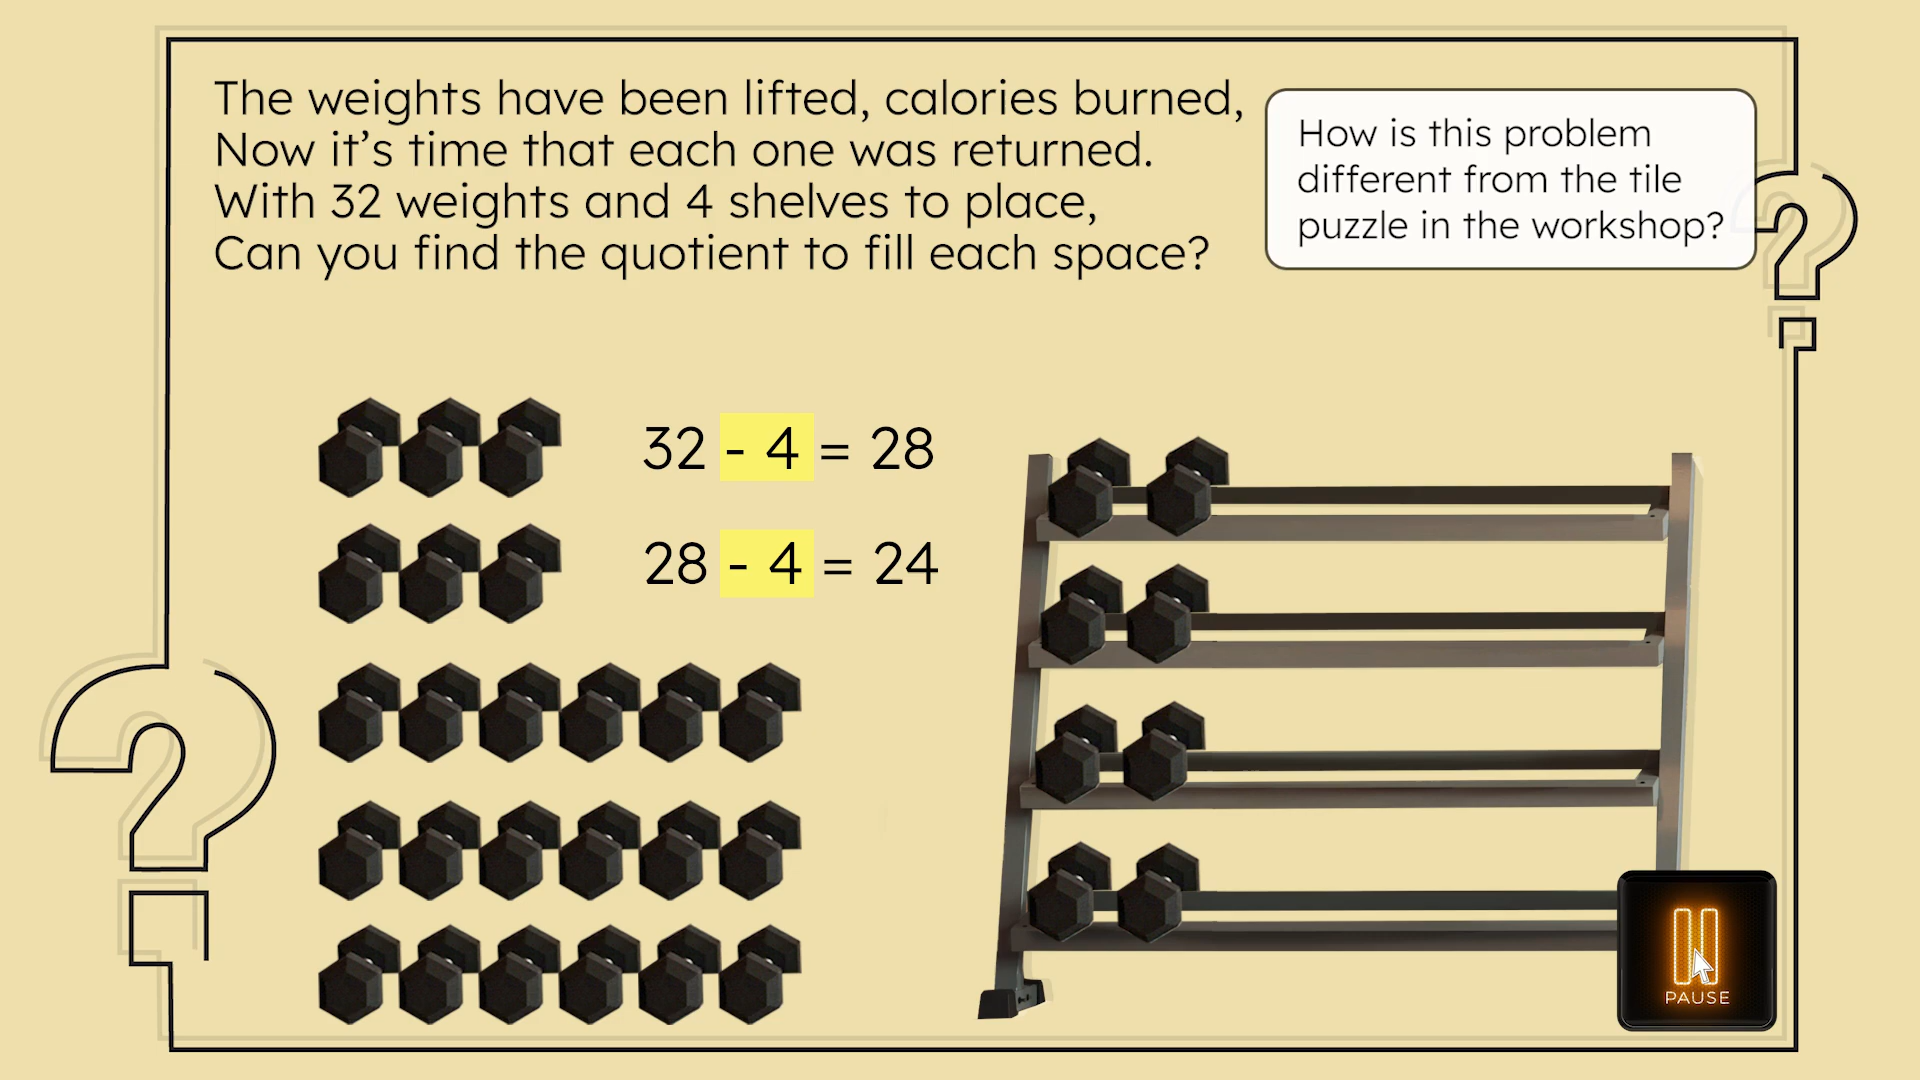 The weights have been lifted, calories burned,
Now it’s time that each one was returned.
With 32 weights and 4 shelves to place,
Can you find the quotient to fill each space?
How is this problem
different from the tile
puzzle in the workshop?
32 - 4 = 28
28 - 4 = 24
PAUSE